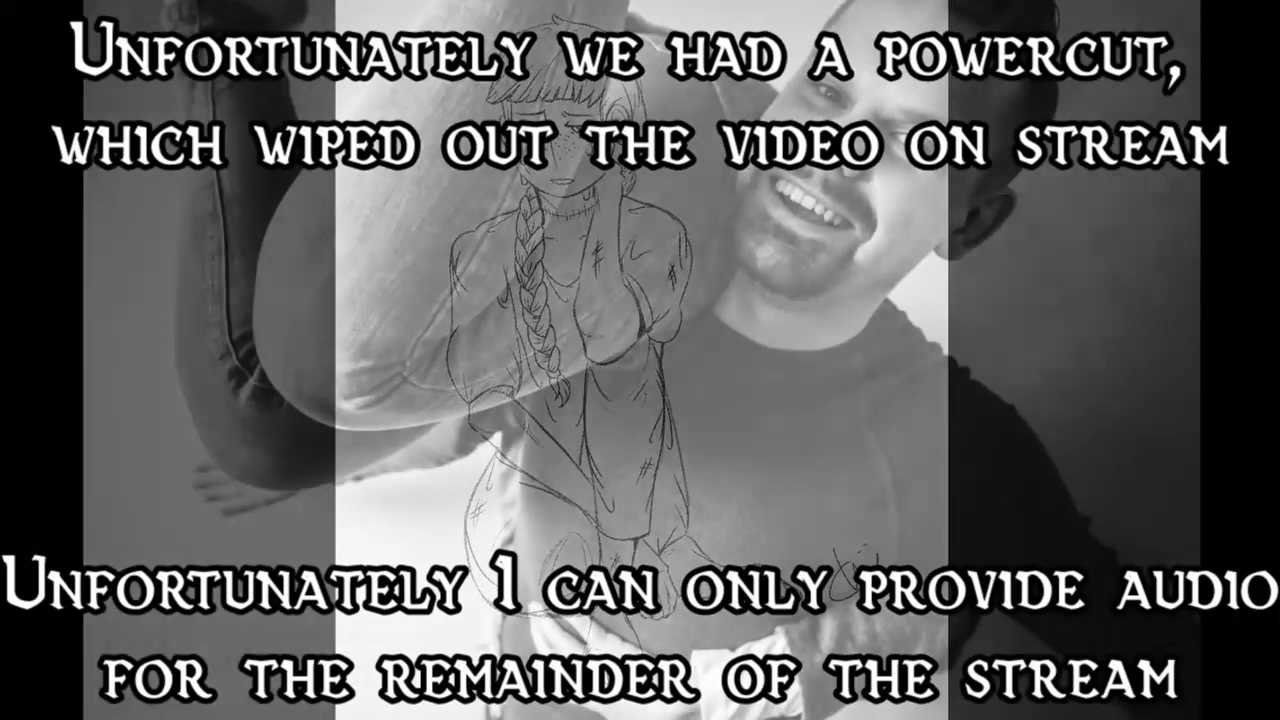 Unfortunately we had a powercut,
which wiped out the video on stream
Unfortunately I can only provide audio
for the remainder of the stream